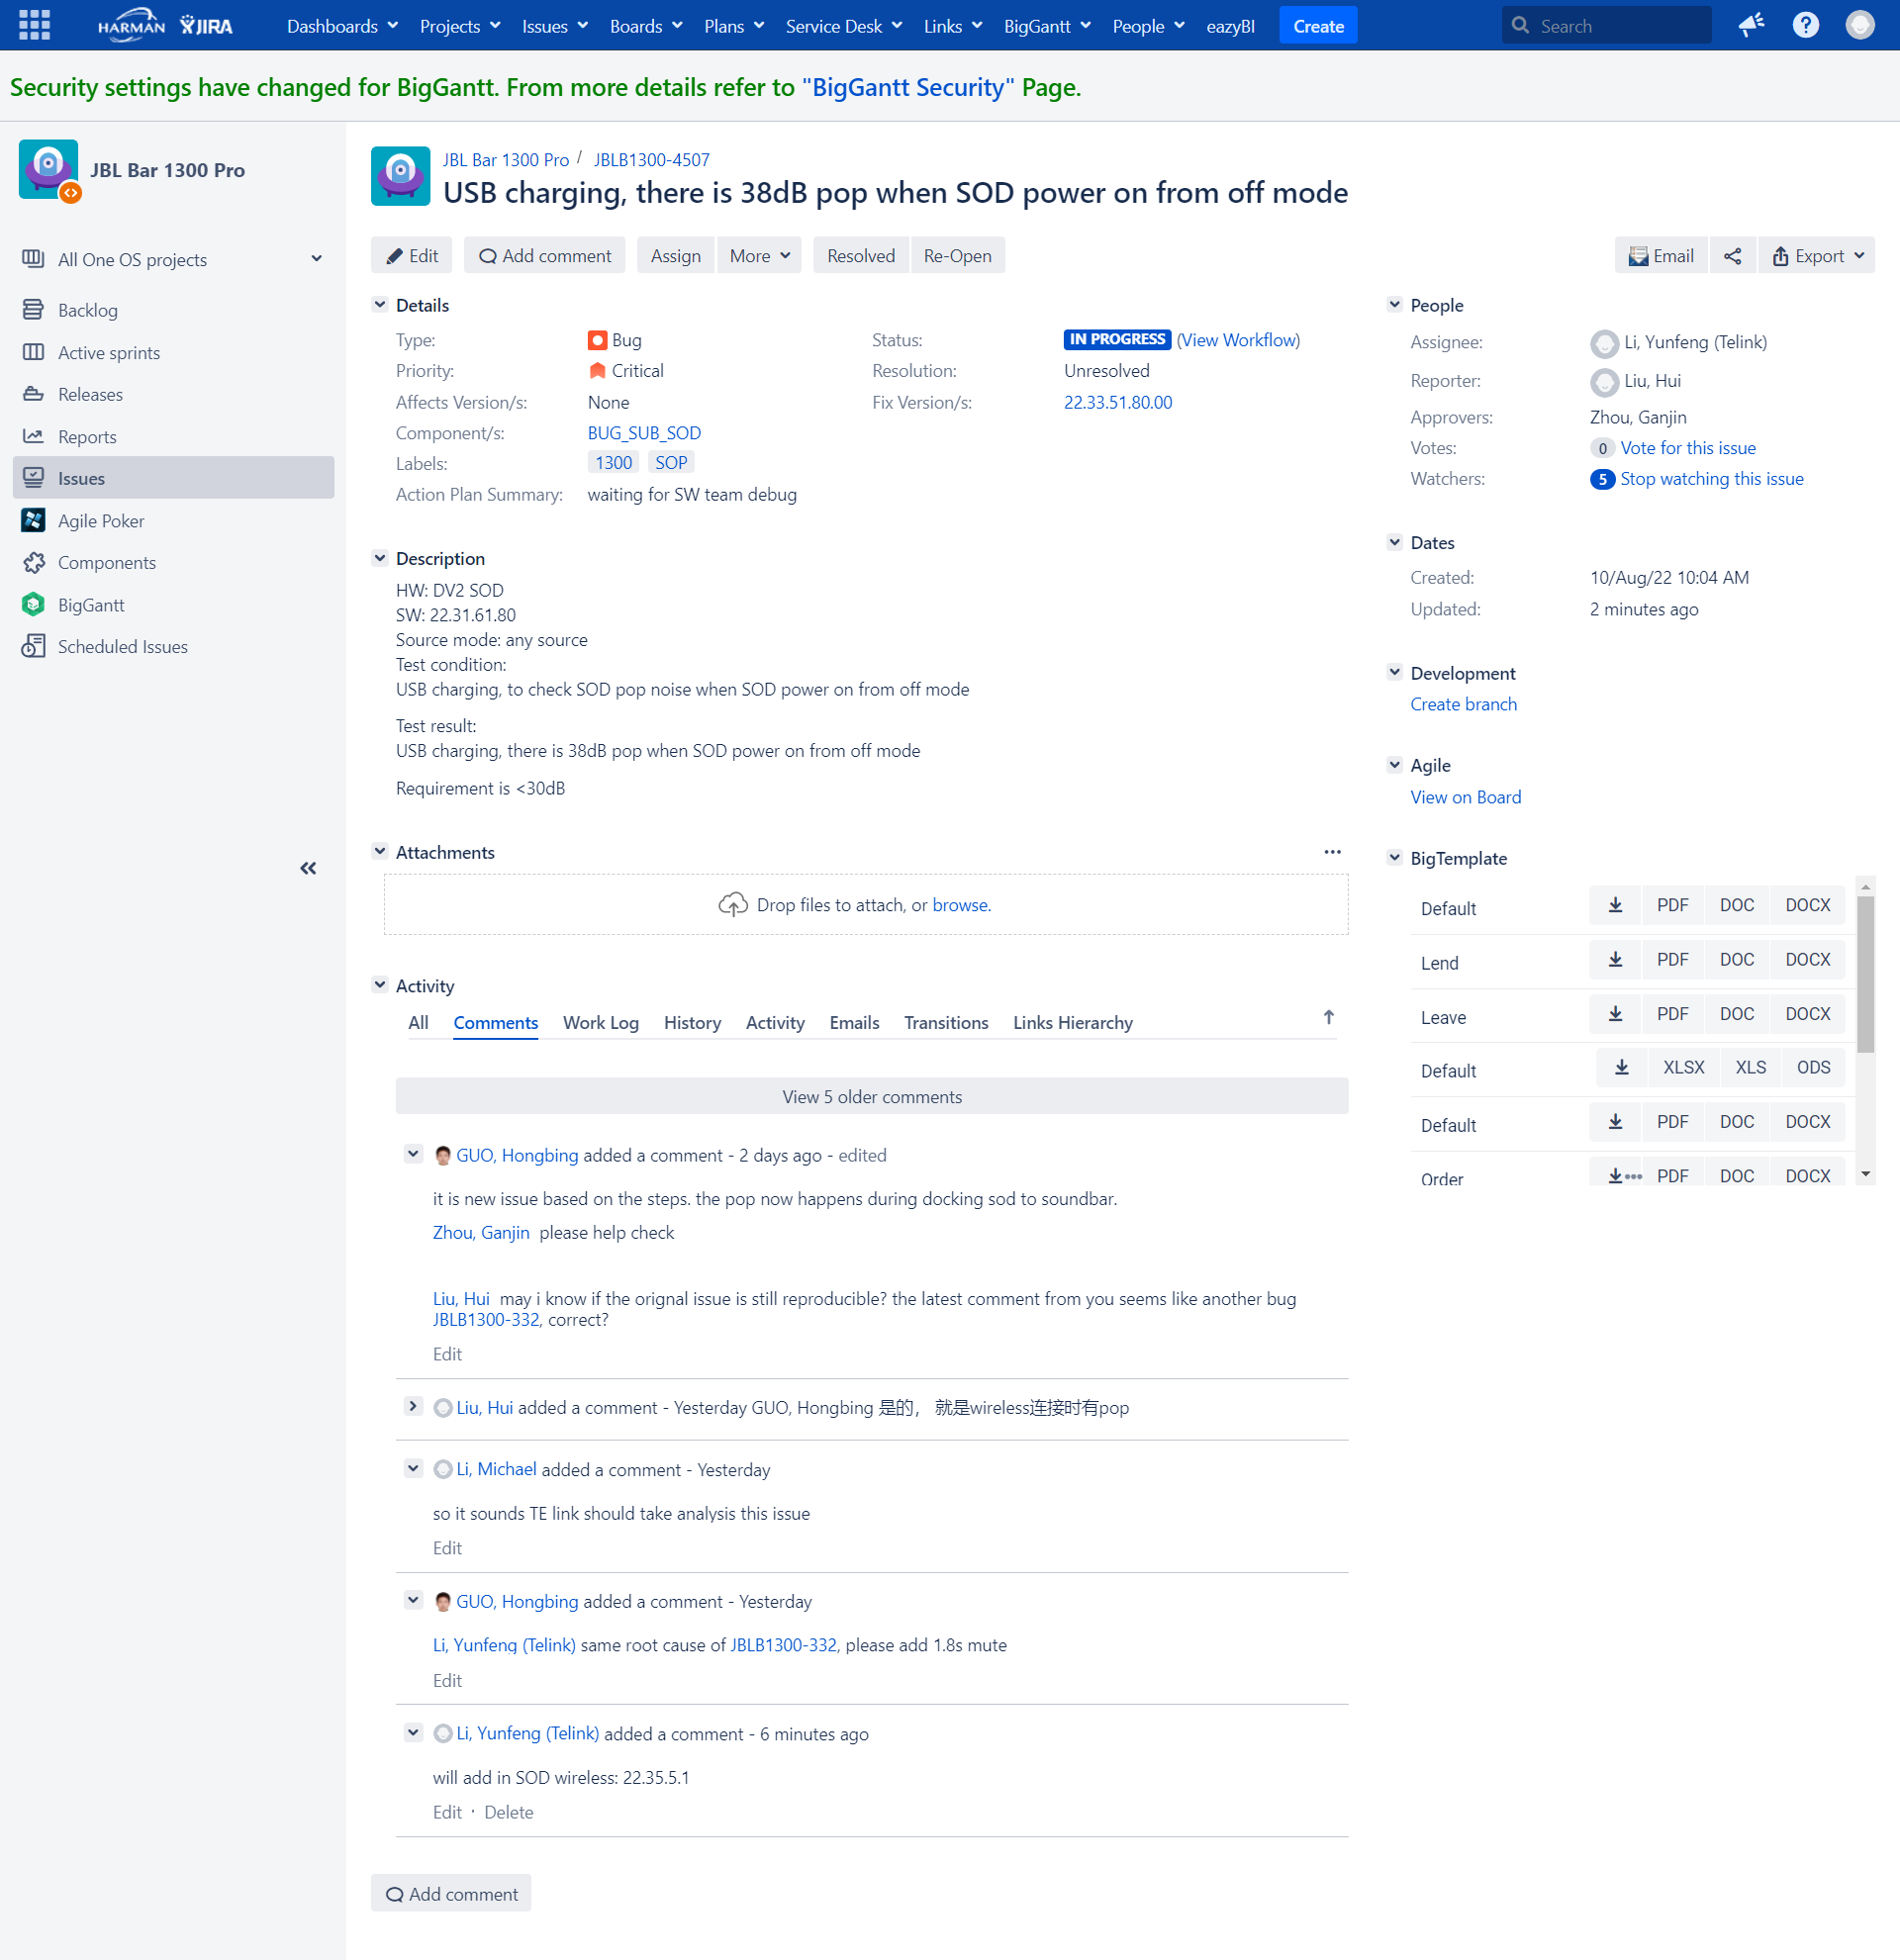 HARMAN JIRA Dashboards Projects Issues Boards Plans Service Desk Links BigGantt People eazyBI Create Search
Security settings have changed for BigGantt. From more details refer to "BigGantt Security" Page.
JBL Bar 1300 Pro
All One OS projects
Backlog
Active sprints
Releases
Reports
Issues
Agile Poker
Components
BigGantt
Scheduled Issues
JBL Bar 1300 Pro / JBLB1300-4507
USB charging, there is 38dB pop when SOD power on from off mode
Edit Add comment Assign More Resolved Re-Open Email Export
Details
Type: Bug Status: IN PROGRESS (View Workflow)
Priority: Critical Resolution: Unresolved
Affects Version/s: None Fix Version/s: 22.33.51.80.00
Component/s: BUG_SUB_SOD
Labels: 1300 SOP
Action Plan Summary: waiting for SW team debug
Description
HW: DV2 SOD
SW: 22.31.61.80
Source mode: any source
Test condition:
USB charging, to check SOD pop noise when SOD power on from off mode
Test result:
USB charging, there is 38dB pop when SOD power on from off mode
Requirement is <30dB
Attachments
Drop files to attach, or browse.
Activity
All Comments Work Log History Activity Emails Transitions Links Hierarchy
View 5 older comments
GUO, Hongbing added a comment - 2 days ago - edited
it is new issue based on the steps. the pop now happens during docking sod to soundbar.
Zhou, Ganjin please help check
Liu, Hui may i know if the orignal issue is still reproducible? the latest comment from you seems like another bug
JBLB1300-332, correct?
Edit
Liu, Hui added a comment - Yesterday GUO, Hongbing 是的， 就是wireless连接时有pop
Li, Michael added a comment - Yesterday
so it sounds TE link should take analysis this issue
Edit
GUO, Hongbing added a comment - Yesterday
Li, Yunfeng (Telink) same root cause of JBLB1300-332, please add 1.8s mute
Edit
Li, Yunfeng (Telink) added a comment - 6 minutes ago
will add in SOD wireless: 22.35.5.1
Edit · Delete
Add comment
People
Assignee: Li, Yunfeng (Telink)
Reporter: Liu, Hui
Approvers: Zhou, Ganjin
Votes: 0 Vote for this issue
Watchers: 5 Stop watching this issue
Dates
Created: 10/Aug/22 10:04 AM
Updated: 2 minutes ago
Development
Create branch
Agile
View on Board
BigTemplate
Default PDF DOC DOCX
Lend PDF DOC DOCX
Leave PDF DOC DOCX
Default XLSX XLS ODS
Default PDF DOC DOCX
Order PDF DOC DOCX